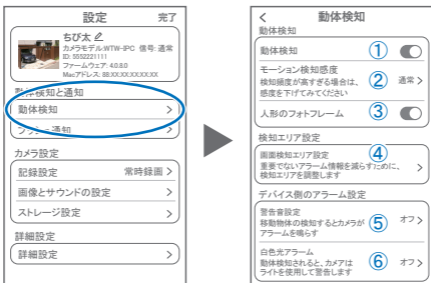 設定
完了
ちび太
カメラモデル:WTW-IPC 信号: 通常
ID: 5552221111
ファームウェア: 4.0.8.0
Macアドレス: 88:XX:XX:XX:XX:XX
動体検知と通知
動体検知
プッシュ通知
カメラ設定
記録設定 常時録画
画像とサウンドの設定
ストレージ設定
詳細設定
詳細設定
動体検知
動体検知
動体検知 ①
モーション検知感度
検知頻度が高すぎる場合は、
感度を下げてみてください
② 通常
人形のフォトフレーム ③
検知エリア設定
画面検知エリア設定 ④
重要でないアラーム情報を減らすために、
検知エリアを調整します
デバイス側のアラーム設定
警告音設定
移動物体の検知するとカメラが
アラームを鳴らす
⑤ オフ
白色光アラーム
動体検知されると、カメアは
ライトを使用して警告します
⑥ オフ